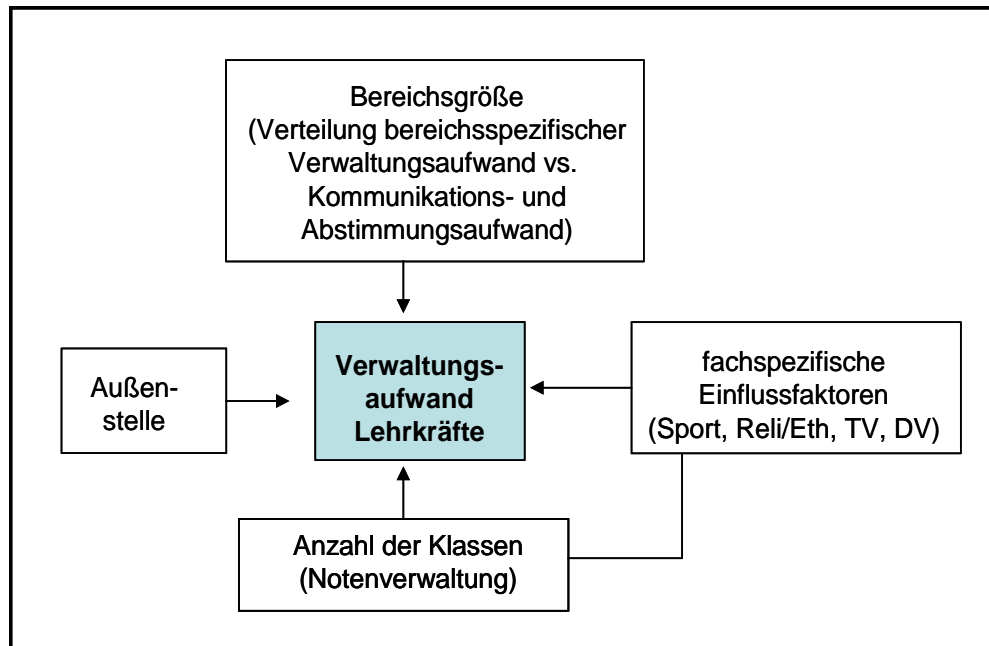 Bereichsgröße
(Verteilung bereichsspezifischer
Verwaltungsaufwand vs.
Kommunikations- und
Abstimmungsaufwand)
Außen-
stelle
Verwaltungs-
aufwand
Lehrkräfte
fachspezifische
Einflussfaktoren
(Sport, Reli/Eth, TV, DV)
Anzahl der Klassen
(Notenverwaltung)